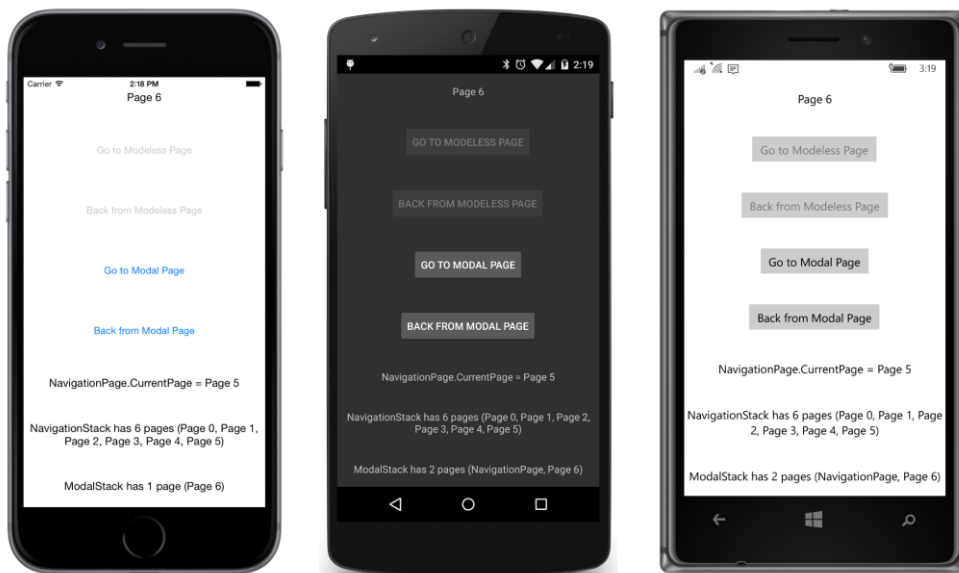 Carrier
2:18 PM
Page 6
Go to Modeless Page
Back from Modeless Page
Go to Modal Page
Back from Modal Page
NavigationPage.CurrentPage = Page 5
NavigationStack has 6 pages (Page 0, Page 1,
Page 2, Page 3, Page 4, Page 5)
ModalStack has 1 page (Page 6)
2:19
Page 6
GO TO MODELESS PAGE
BACK FROM MODELESS PAGE
GO TO MODAL PAGE
BACK FROM MODAL PAGE
NavigationPage.CurrentPage = Page 5
NavigationStack has 6 pages (Page 0, Page 1, Page 2,
Page 3, Page 4, Page 5)
ModalStack has 2 pages (NavigationPage, Page 6)
3:19
Page 6
Go to Modeless Page
Back from Modeless Page
Go to Modal Page
Back from Modal Page
NavigationPage.CurrentPage = Page 5
NavigationStack has 6 pages (Page 0, Page 1, Page
2, Page 3, Page 4, Page 5)
ModalStack has 2 pages (NavigationPage, Page 6)